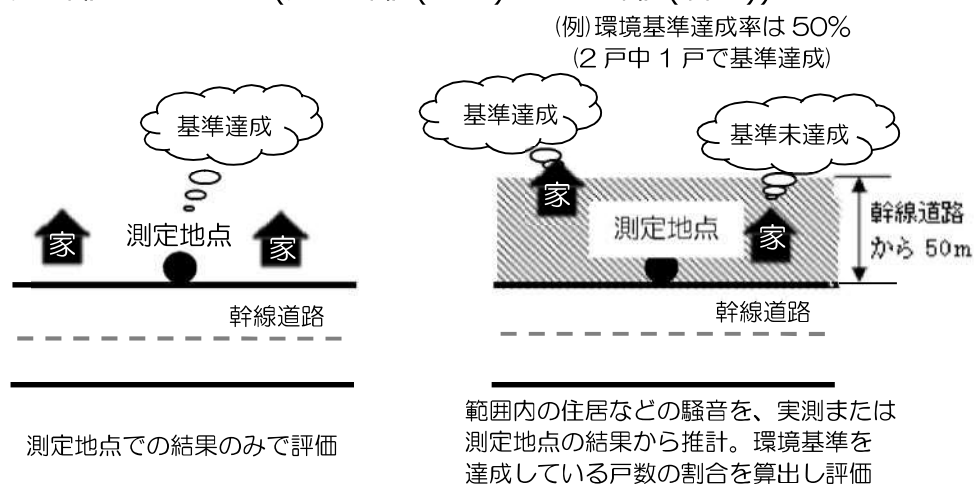 (例)環境基準達成率は 50%
(2 戸中 1 戸で基準達成)
基準達成
家
測定地点
家
幹線道路
測定地点での結果のみで評価
基準達成
基準未達成
家
測定地点
家
幹線道路
から 50m
幹線道路
範囲内の住居などの騒音を、実測または
測定地点の結果から推計。環境基準を
達成している戸数の割合を算出し評価